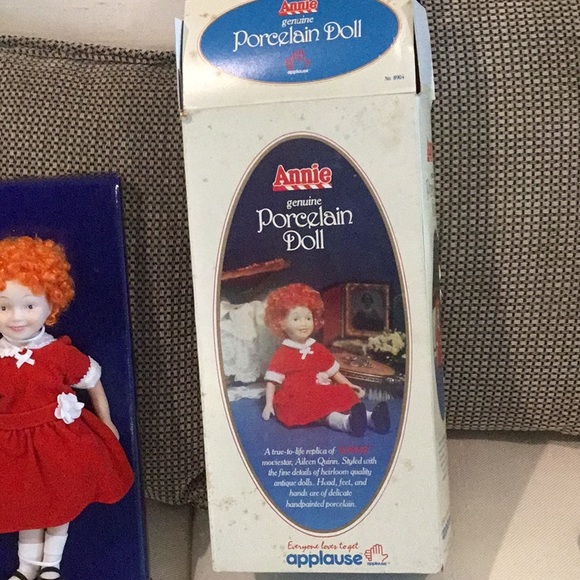 Annie
genuine
Porcelain Doll
applause
No. 8964
Annie
genuine
Porcelain
Doll
A true-to-life replica of
moviestar, Aileen Quinn. Styled with
the fine details of heirloom quality
antique dolls. Head, feet, and
hands are of delicate
handpainted porcelain.
Everyone loves to get
applause applause